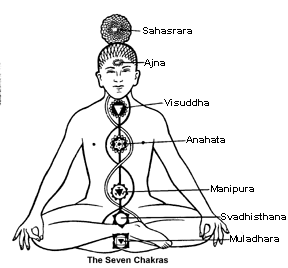 Sahasrara
Ajna
Visuddha
Anahata
Manipura
Svadhisthana
Muladhara
The Seven Chakras